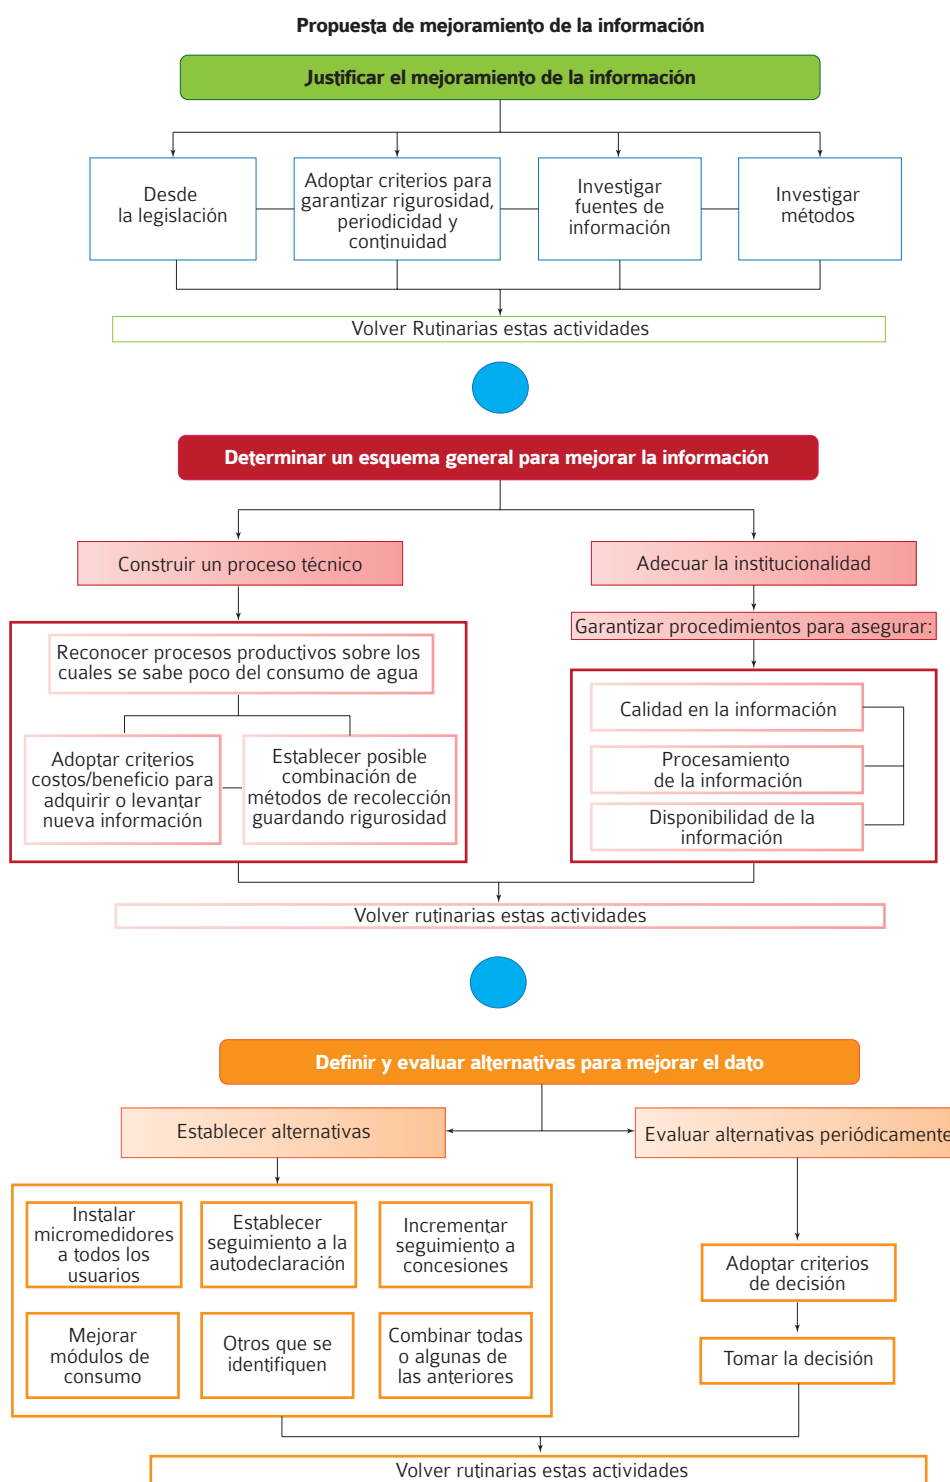 Propuesta de mejoramiento de la información
Justificar el mejoramiento de la información
Desde
la legislación
Adoptar criterios para
garantizar rigurosidad,
periodicidad y
continuidad
Investigar
fuentes de
información
Investigar
métodos
Volver Rutinarias estas actividades
Determinar un esquema general para mejorar la información
Construir un proceso técnico
Adecuar la institucionalidad
Garantizar procedimientos para asegurar:
Reconocer procesos productivos sobre los
cuales se sabe poco del consumo de agua
Adoptar criterios
costos/beneficio para
adquirir o levantar
nueva información
Establecer posible
combinación de
métodos de recolección
guardando rigurosidad
Calidad en la información
Procesamiento
de la información
Disponibilidad de la
información
Volver rutinarias estas actividades
Definir y evaluar alternativas para mejorar el dato
Establecer alternativas
Evaluar alternativas periódicamente
Instalar
micromedidores
a todos los
usuarios
Establecer
seguimiento a la
autodeclaración
Incrementar
seguimiento a
concesiones
Mejorar
módulos de
consumo
Otros que se
identifiquen
Combinar todas
o algunas de
las anteriores
Adoptar criterios
de decisión
Tomar la decisión
Volver rutinarias estas actividades